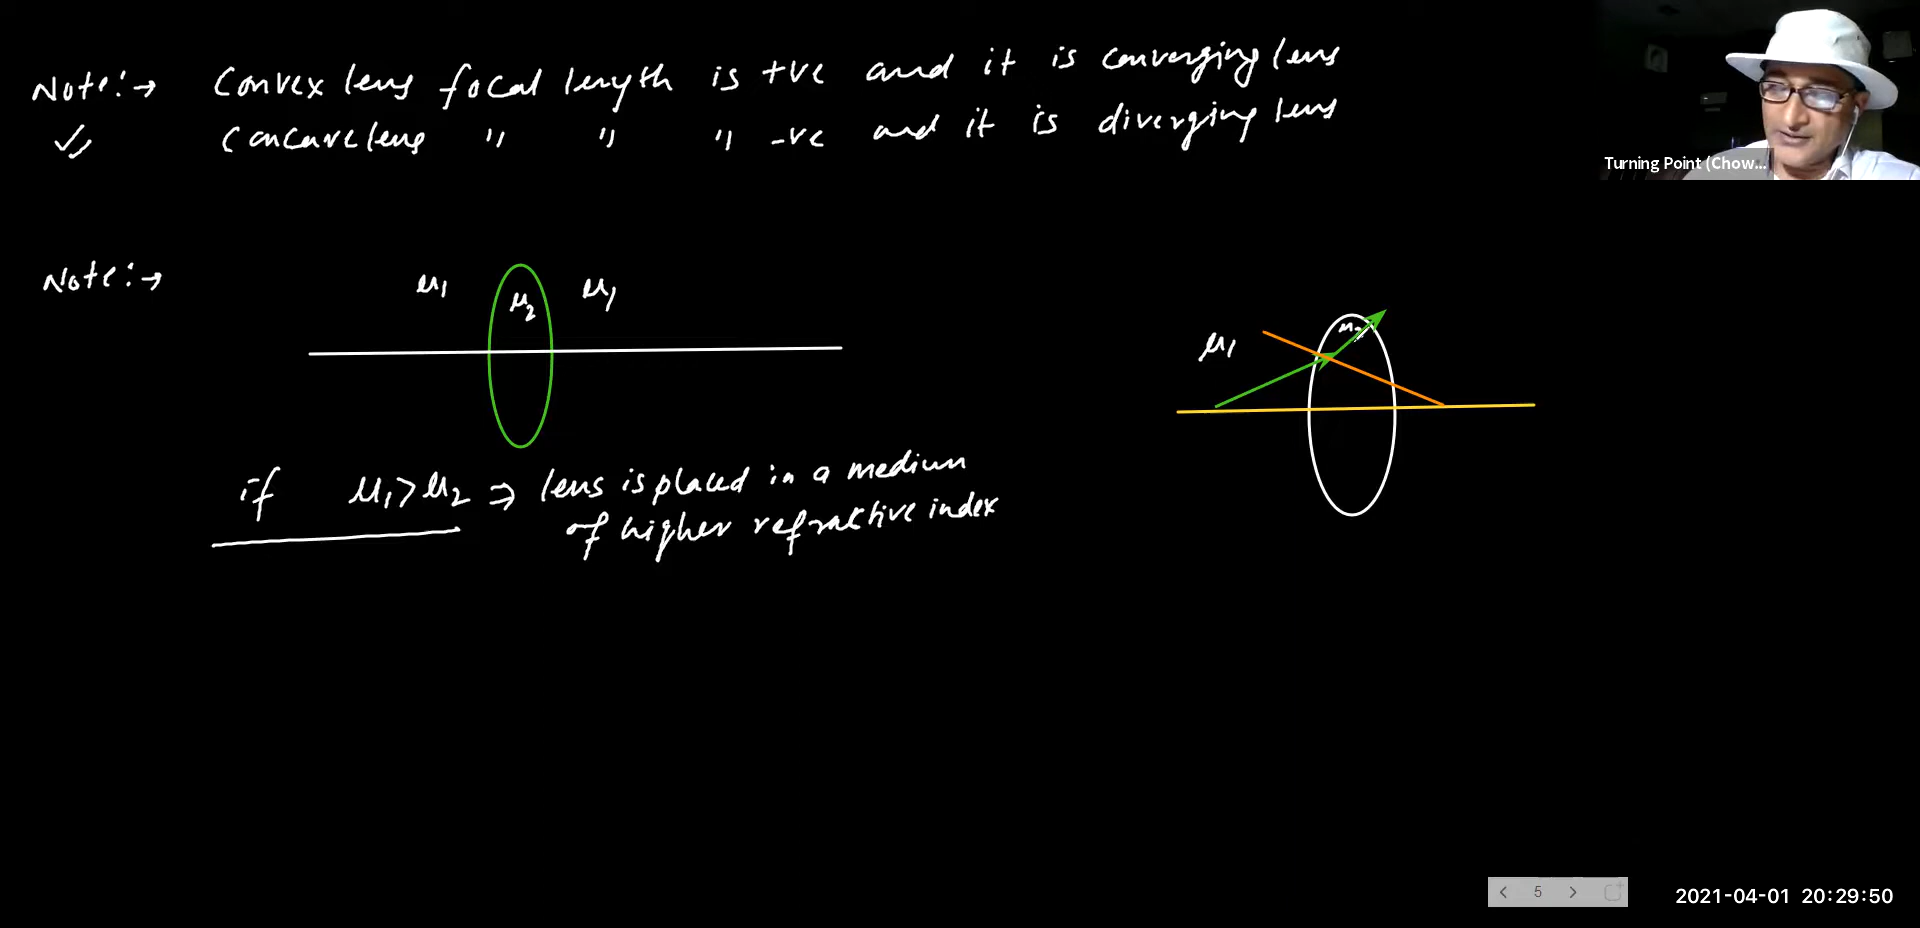 Note:→ Convex lens focal length is +ve and it is converging lens
Concave lens " " " -ve and it is diverging lens
Turning Point (Chow...
Note:→
μ1 μ2 μ1
μ1 μ2
if μ1>μ2 ⇒ lens is placed in a medium
of higher refractive index
5
2021-04-01 20:29:50